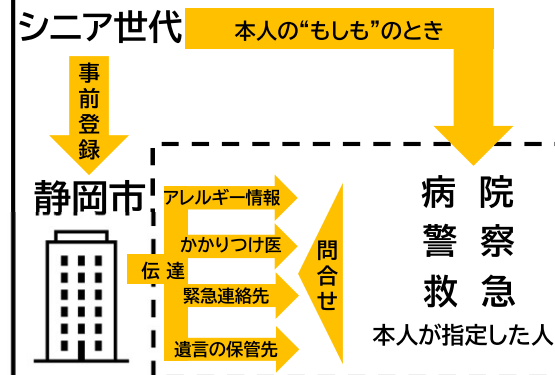 シニア世代
本人の“もしも”のとき
事前登録
静岡市
伝達
アレルギー情報
かかりつけ医
緊急連絡先
遺言の保管先
問合せ
病院
警察
救急
本人が指定した人